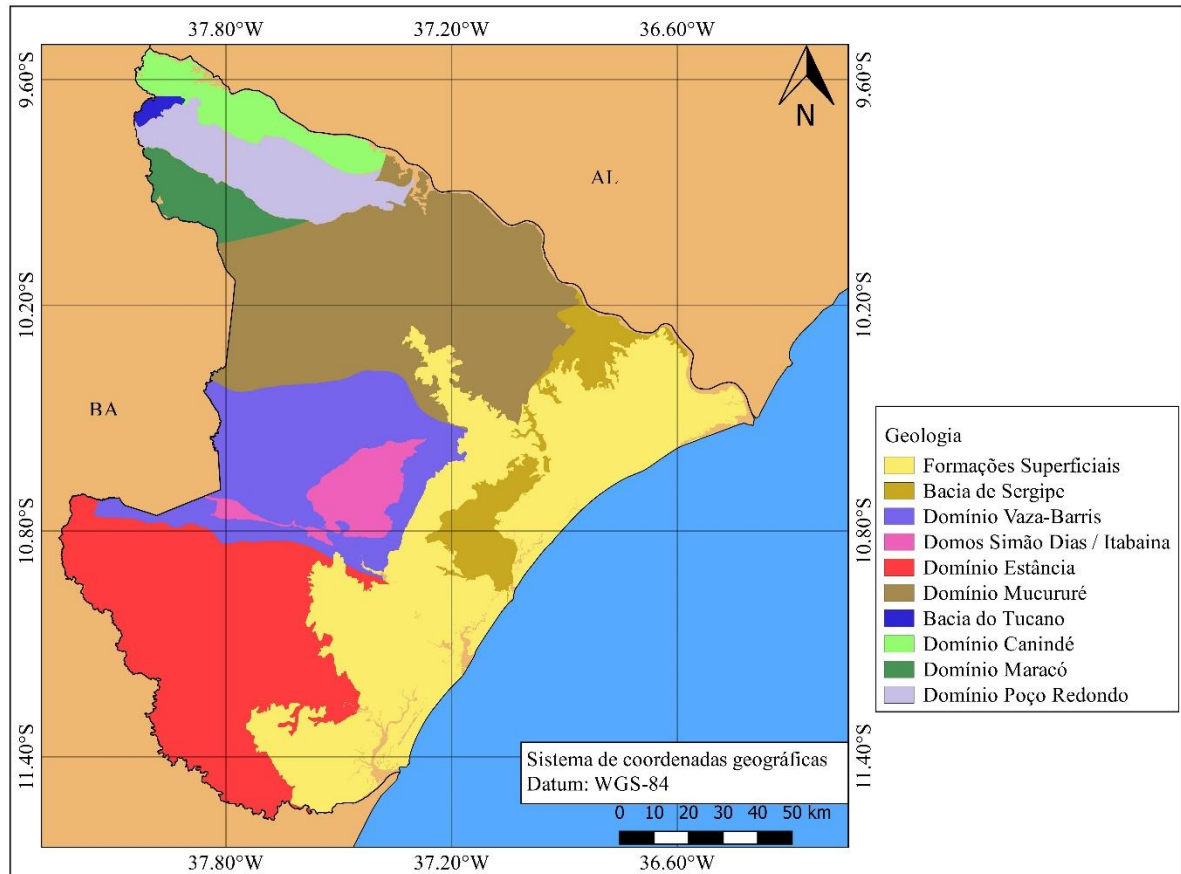 37.80°W 37.20°W 36.60°W
9.60°S 9.60°S
N
AL
10.20°S 10.20°S
BA
Geologia
Formações Superficiais
Bacia de Sergipe
Domínio Vaza-Barris
Domos Simão Dias / Itabaina
Domínio Estância
Domínio Mucururé
Bacia do Tucano
Domínio Canindé
Domínio Maracó
Domínio Poço Redondo
10.80°S 10.80°S
11.40°S 11.40°S
Sistema de coordenadas geográficas
Datum: WGS-84
0 10 20 30 40 50 km
37.80°W 37.20°W 36.60°W